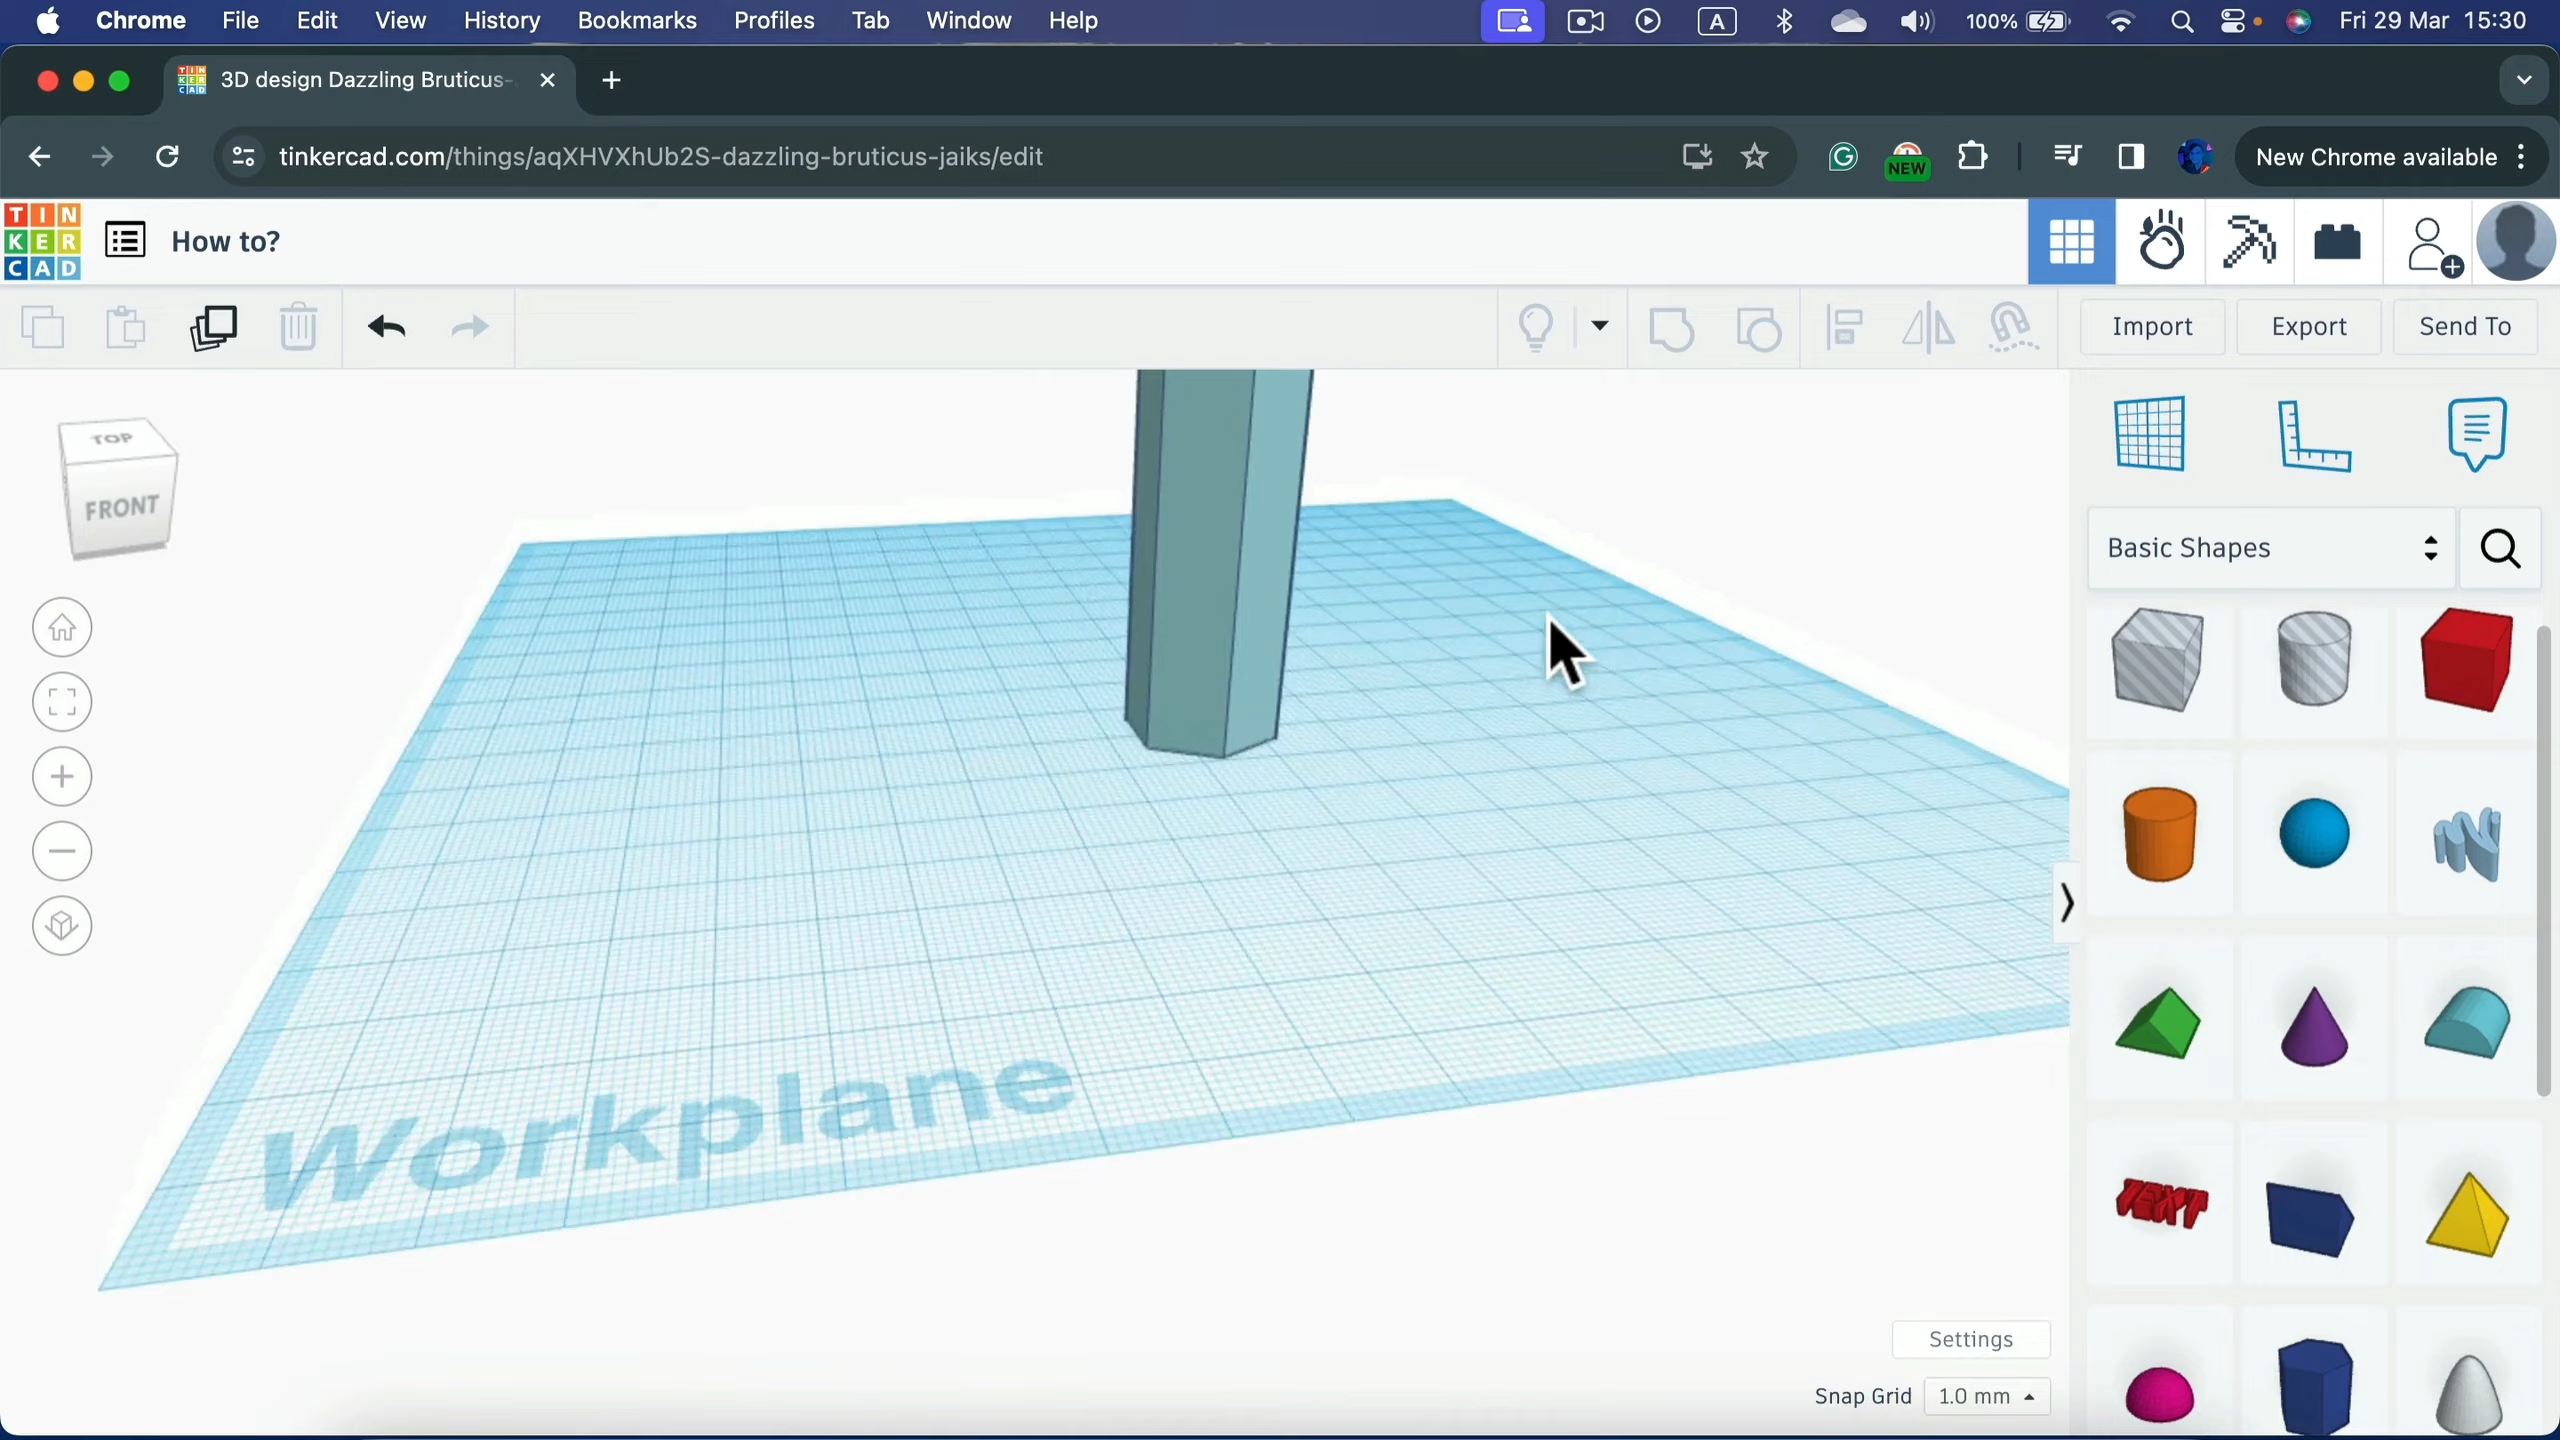 Chrome File Edit View History Bookmarks Profiles Tab Window Help A 100% Fri 29 Mar 15:30
3D design Dazzling Bruticus-
tinkercad.com/things/aqXHVXhUb2S-dazzling-bruticus-jaiks/edit NEW New Chrome available
TIN
KER
CAD
How to?
Import Export Send To
TOP
FRONT
Basic Shapes
TEXT
Workplane
Settings
Snap Grid 1.0 mm